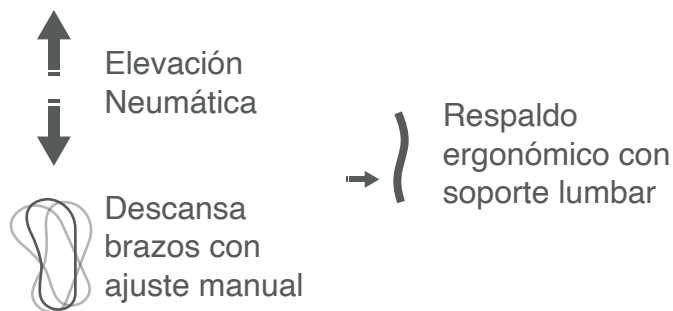 Elevación
Neumática
Descansa
brazos con
ajuste manual
Respaldo
ergonómico con
soporte lumbar